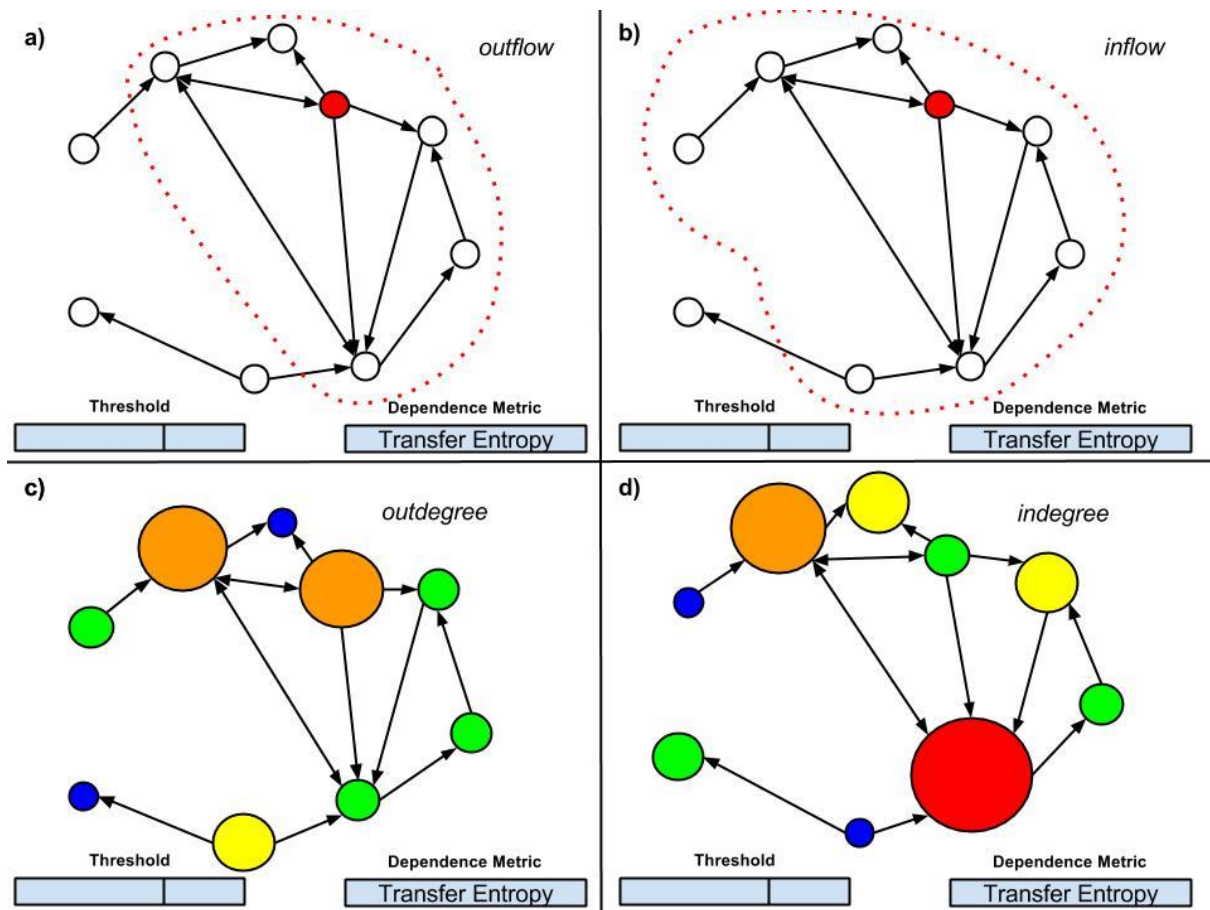 a)
outflow
Threshold
Dependence Metric
Transfer Entropy
b)
inflow
Threshold
Dependence Metric
Transfer Entropy
c)
outdegree
Threshold
Dependence Metric
Transfer Entropy
d)
indegree
Threshold
Dependence Metric
Transfer Entropy